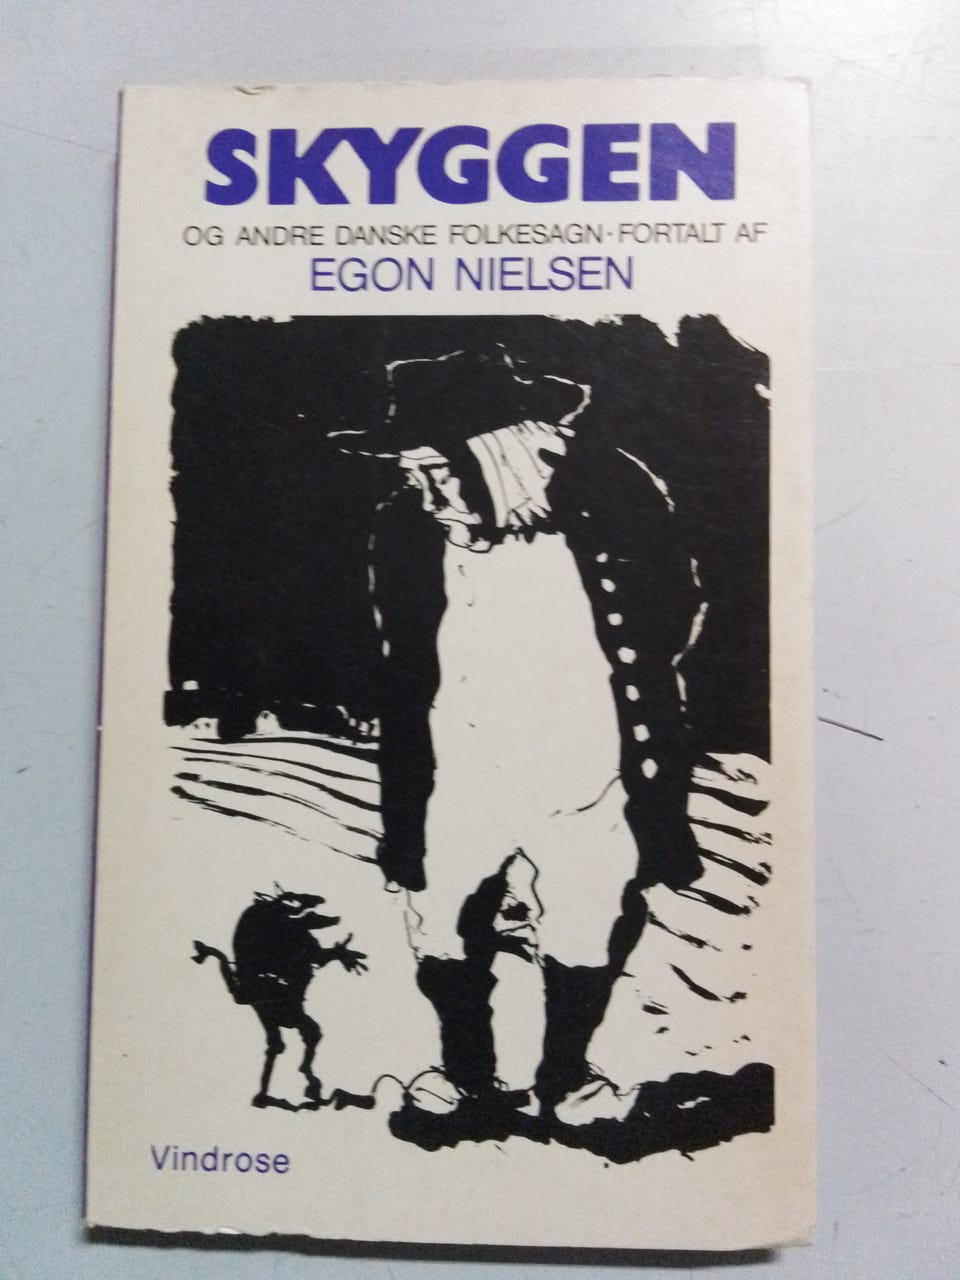 SKYGGEN
OG ANDRE DANSKE FOLKESAGN·FORTALT AF
EGON NIELSEN
Vindrose